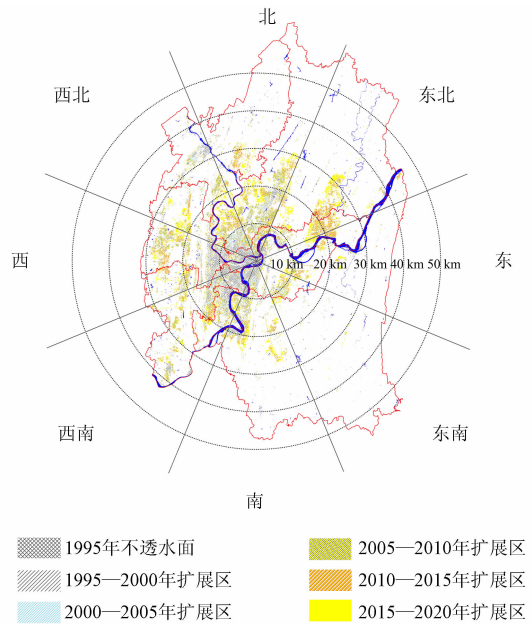 北
西北
东北
西
10 km 20 km 30 km 40 km 50 km
东
西南
东南
南
1995年不透水面
1995—2000年扩展区
2000—2005年扩展区
2005—2010年扩展区
2010—2015年扩展区
2015—2020年扩展区